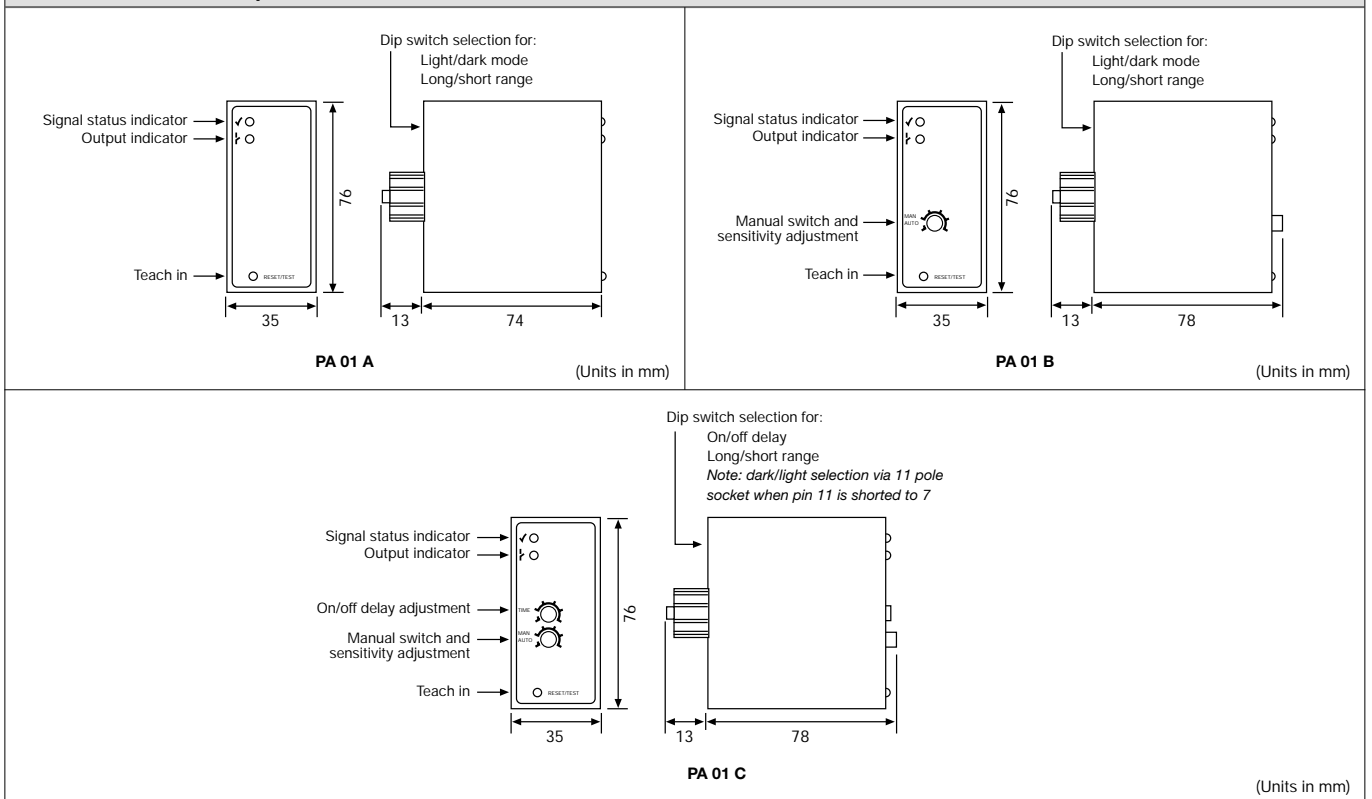 Dip switch selection for:
Light/dark mode
Long/short range
Signal status indicator
Output indicator
76
Teach in
RESET/TEST
35
13
74
PA 01 A
(Units in mm)
Dip switch selection for:
Light/dark mode
Long/short range
Signal status indicator
Output indicator
76
Manual switch and
sensitivity adjustment
MAN
AUTO
Teach in
RESET/TEST
35
13
78
PA 01 B
(Units in mm)
Dip switch selection for:
On/off delay
Long/short range
Note: dark/light selection via 11 pole
socket when pin 11 is shorted to 7
Signal status indicator
Output indicator
On/off delay adjustment
TIME
76
Manual switch and
sensitivity adjustment
MAN
AUTO
Teach in
RESET/TEST
35
13
78
PA 01 C
(Units in mm)